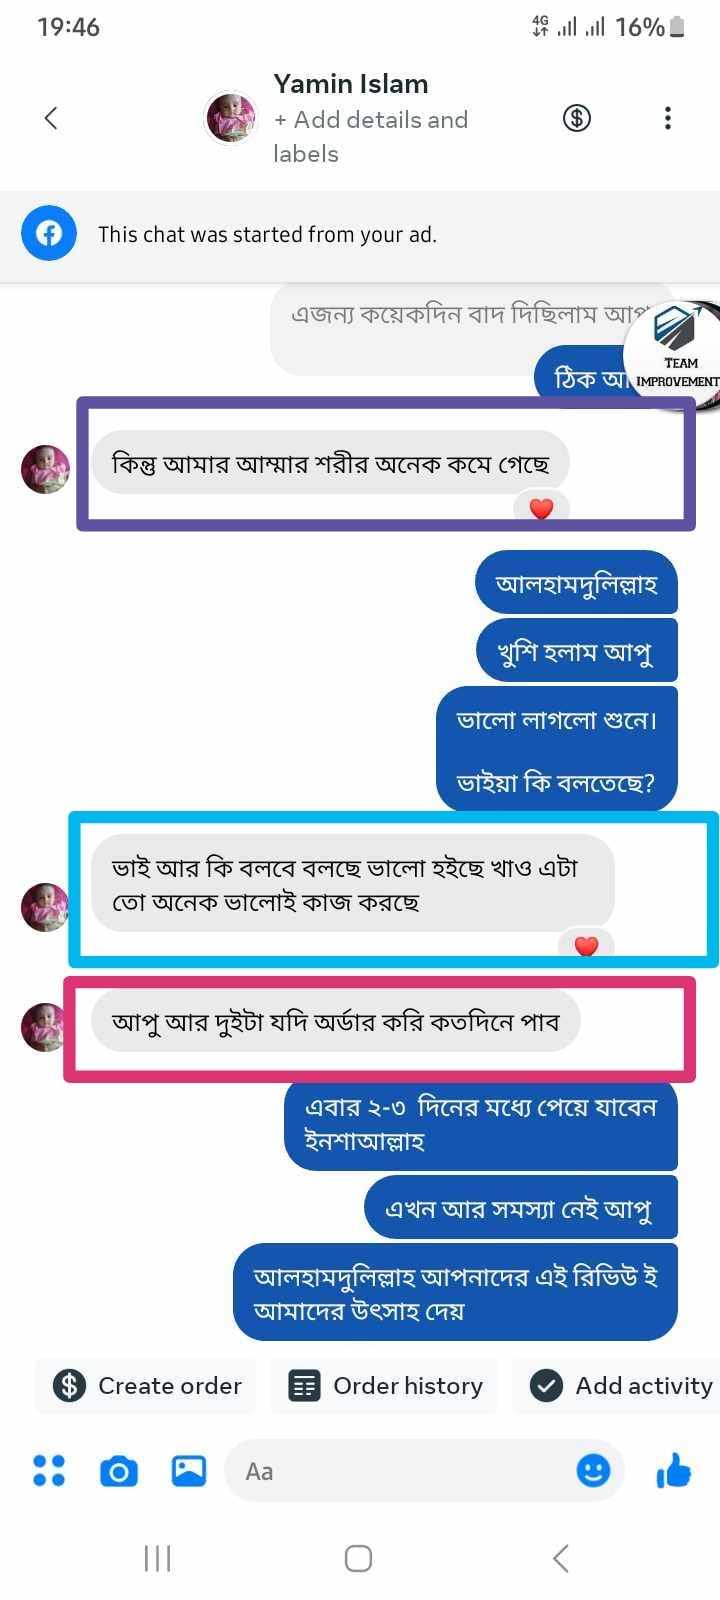 19:46
4G
16%
Yamin Islam
+ Add details and
labels
This chat was started from your ad.
এজন্য কয়েকদিন বাদ দিছিলাম
TEAM
IMPROVEMENT
ঠিক
কিন্তু আমার আম্মার শরীর অনেক কমে গেছে
আলহামদুলিল্লাহ
খুশি হলাম আপু
ভালো লাগলো শুনে।
ভাইয়া কি বলতেছে?
ভাই আর কি বলবে বলছে ভালো হইছে খাও এটা
তো অনেক ভালোই কাজ করছে
আপু আর দুইটা যদি অর্ডার করি কতদিনে পাব
এবার ২-৩ দিনের মধ্যে পেয়ে যাবেন
ইনশাআল্লাহ
এখন আর সমস্যা নেই আপু
আলহামদুলিল্লাহ আপনাদের এই রিভিউ ই
আমাদের উৎসাহ দেয়
Create order
Order history
Add activity
Aa